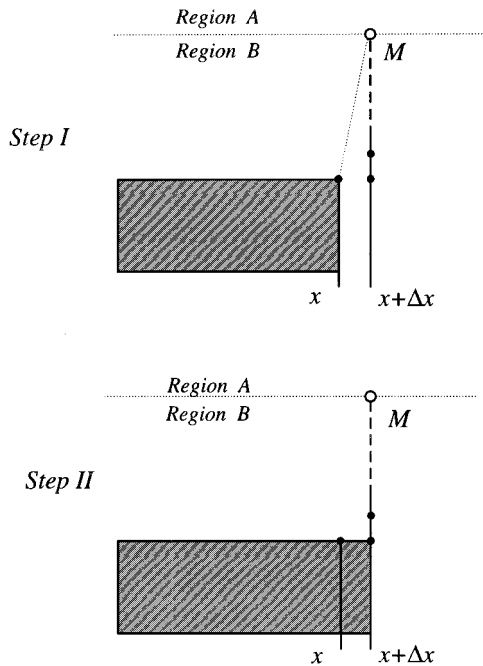 Region A
Region B
M
Step I
x x+Δx
Region A
Region B
M
Step II
x x+Δx